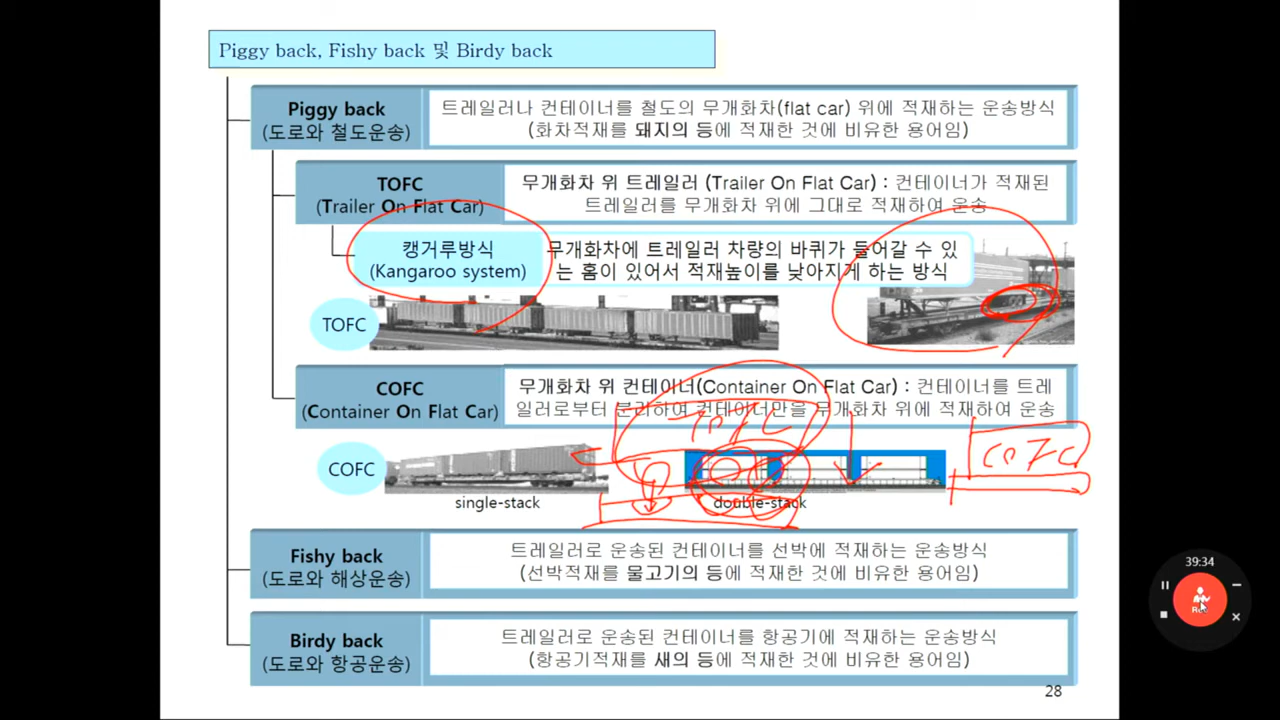 Piggy back, Fishy back 및 Birdy back
Piggy back
(도로와 철도운송)
트레일러나 컨테이너를 철도의 무개화차(flat car) 위에 적재하는 운송방식
(화차적재를 돼지의 등에 적재한 것에 비유한 용어임)
TOFC
(Trailer On Flat Car)
무개화차 위 트레일러 (Trailer On Flat Car) : 컨테이너가 적재된
트레일러를 무개화차 위에 그대로 적재하여 운송
캥거루방식
(Kangaroo system)
무개화차에 트레일러 차량의 바퀴가 들어갈 수 있
는 홈이 있어서 적재높이를 낮아지게 하는 방식
TOFC
COFC
(Container On Flat Car)
무개화차 위 컨테이너(Container On Flat Car) : 컨테이너를 트레
일러로부터 분리하여 컨테이너만을 무개화차 위에 적재하여 운송
TOFC
COFC
COFC
single-stack
double-stack
Fishy back
(도로와 해상운송)
트레일러로 운송된 컨테이너를 선박에 적재하는 운송방식
(선박적재를 물고기의 등에 적재한 것에 비유한 용어임)
Birdy back
(도로와 항공운송)
트레일러로 운송된 컨테이너를 항공기에 적재하는 운송방식
(항공기적재를 새의 등에 적재한 것에 비유한 용어임)
28
39:34